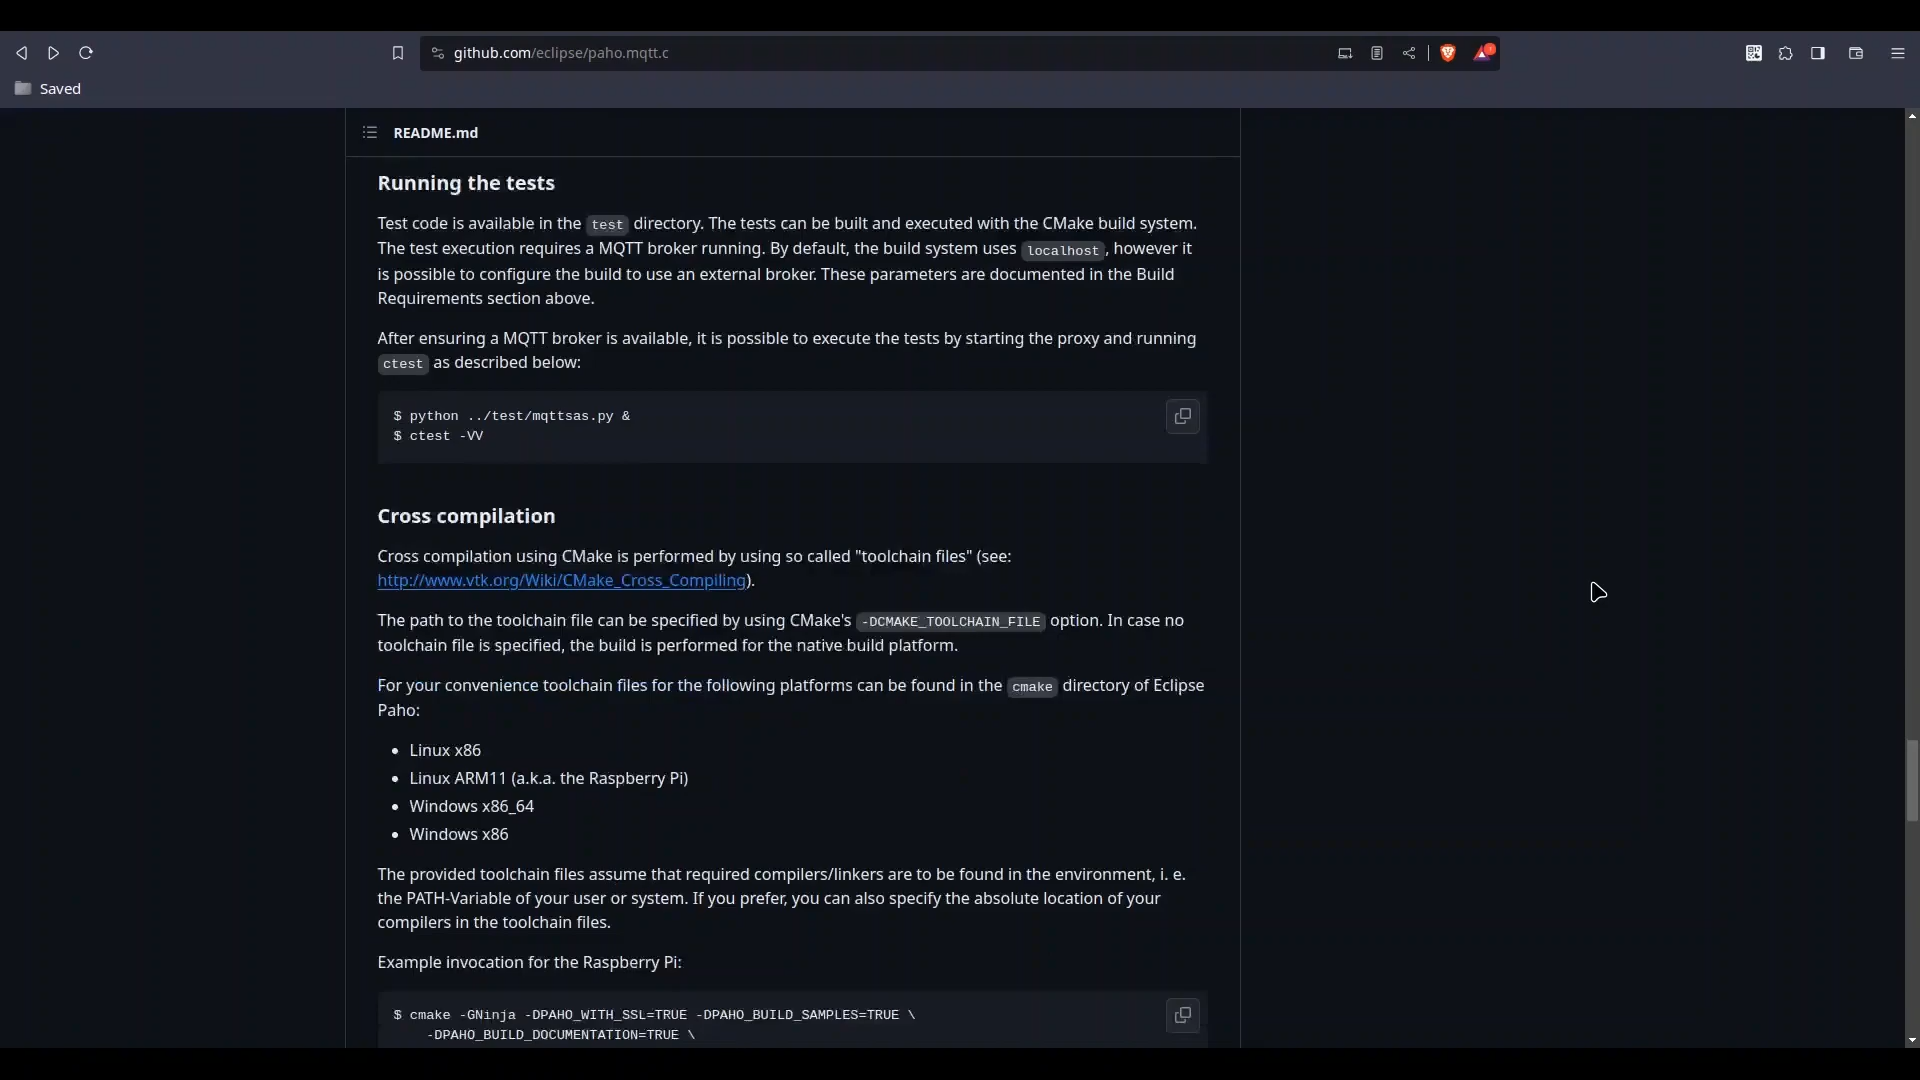 github.com/eclipse/paho.mqtt.c
Saved
README.md
Running the tests
Test code is available in the test directory. The tests can be built and executed with the CMake build system.
The test execution requires a MQTT broker running. By default, the build system uses localhost, however it
is possible to configure the build to use an external broker. These parameters are documented in the Build
Requirements section above.
After ensuring a MQTT broker is available, it is possible to execute the tests by starting the proxy and running
ctest as described below:
$ python ../test/mqttsas.py &
$ ctest -VV
Cross compilation
Cross compilation using CMake is performed by using so called "toolchain files" (see:
http://www.vtk.org/Wiki/CMake_Cross_Compiling).
The path to the toolchain file can be specified by using CMake's -DCMAKE_TOOLCHAIN_FILE option. In case no
toolchain file is specified, the build is performed for the native build platform.
For your convenience toolchain files for the following platforms can be found in the cmake directory of Eclipse
Paho:
• Linux x86
• Linux ARM11 (a.k.a. the Raspberry Pi)
• Windows x86_64
• Windows x86
The provided toolchain files assume that required compilers/linkers are to be found in the environment, i. e.
the PATH-Variable of your user or system. If you prefer, you can also specify the absolute location of your
compilers in the toolchain files.
Example invocation for the Raspberry Pi:
$ cmake -GNinja -DPAHO_WITH_SSL=TRUE -DPAHO_BUILD_SAMPLES=TRUE \
-DPAHO_BUILD_DOCUMENTATION=TRUE \